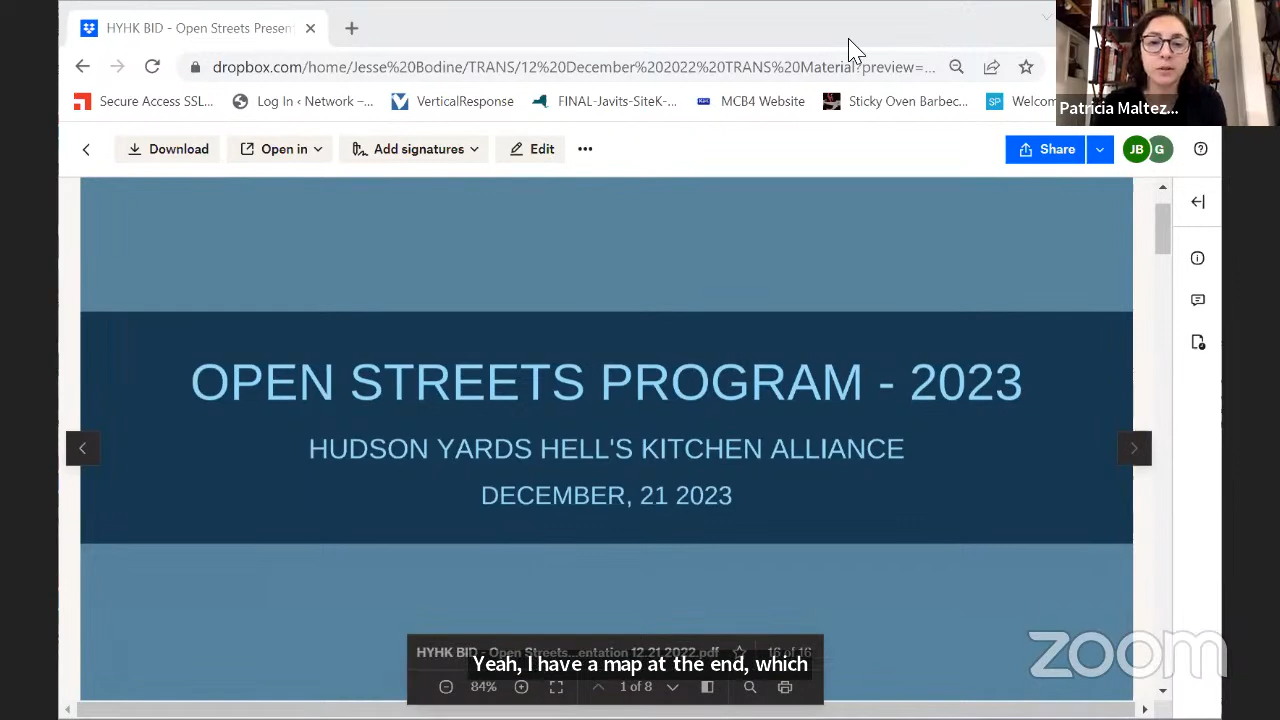 HYHK BID - Open Streets Presen
dropbox.com/home/Jesse%20Bodine/TRANS/12%20December%202022%20TRANS%20Material?preview=...
Secure Access SSL...
Log In ‹ Network –...
VerticalResponse
FINAL-Javits-SiteK-...
MCB4 Website
Sticky Oven Barbec...
SP
Welcom
Patricia Maltez...
Download
Open in
Add signatures
Edit
Share
JB
G
OPEN STREETS PROGRAM - 2023
HUDSON YARDS HELL'S KITCHEN ALLIANCE
DECEMBER, 21 2023
HYHK BID - Open Streets...entation 12.21.2022.pdf
16 of 16
Yeah, I have a map at the end, which
84%
1 of 8
zoom